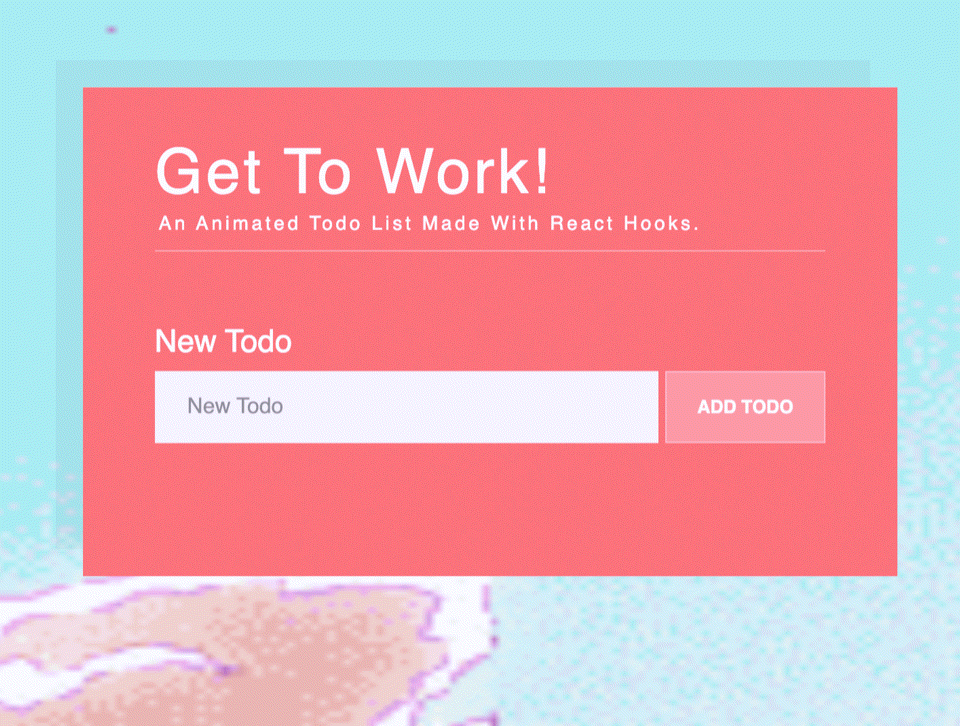 Get To Work!
An Animated Todo List Made With React Hooks.
New Todo
New Todo
ADD TODO